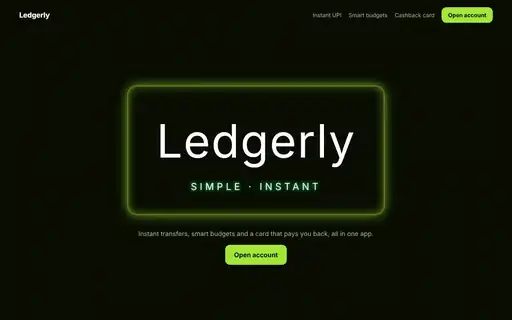 Ledgerly
Instant UPI Smart budgets Cashback card Open account
Ledgerly
SIMPLE · INSTANT
Instant transfers, smart budgets and a card that pays you back, all in one app.
Open account